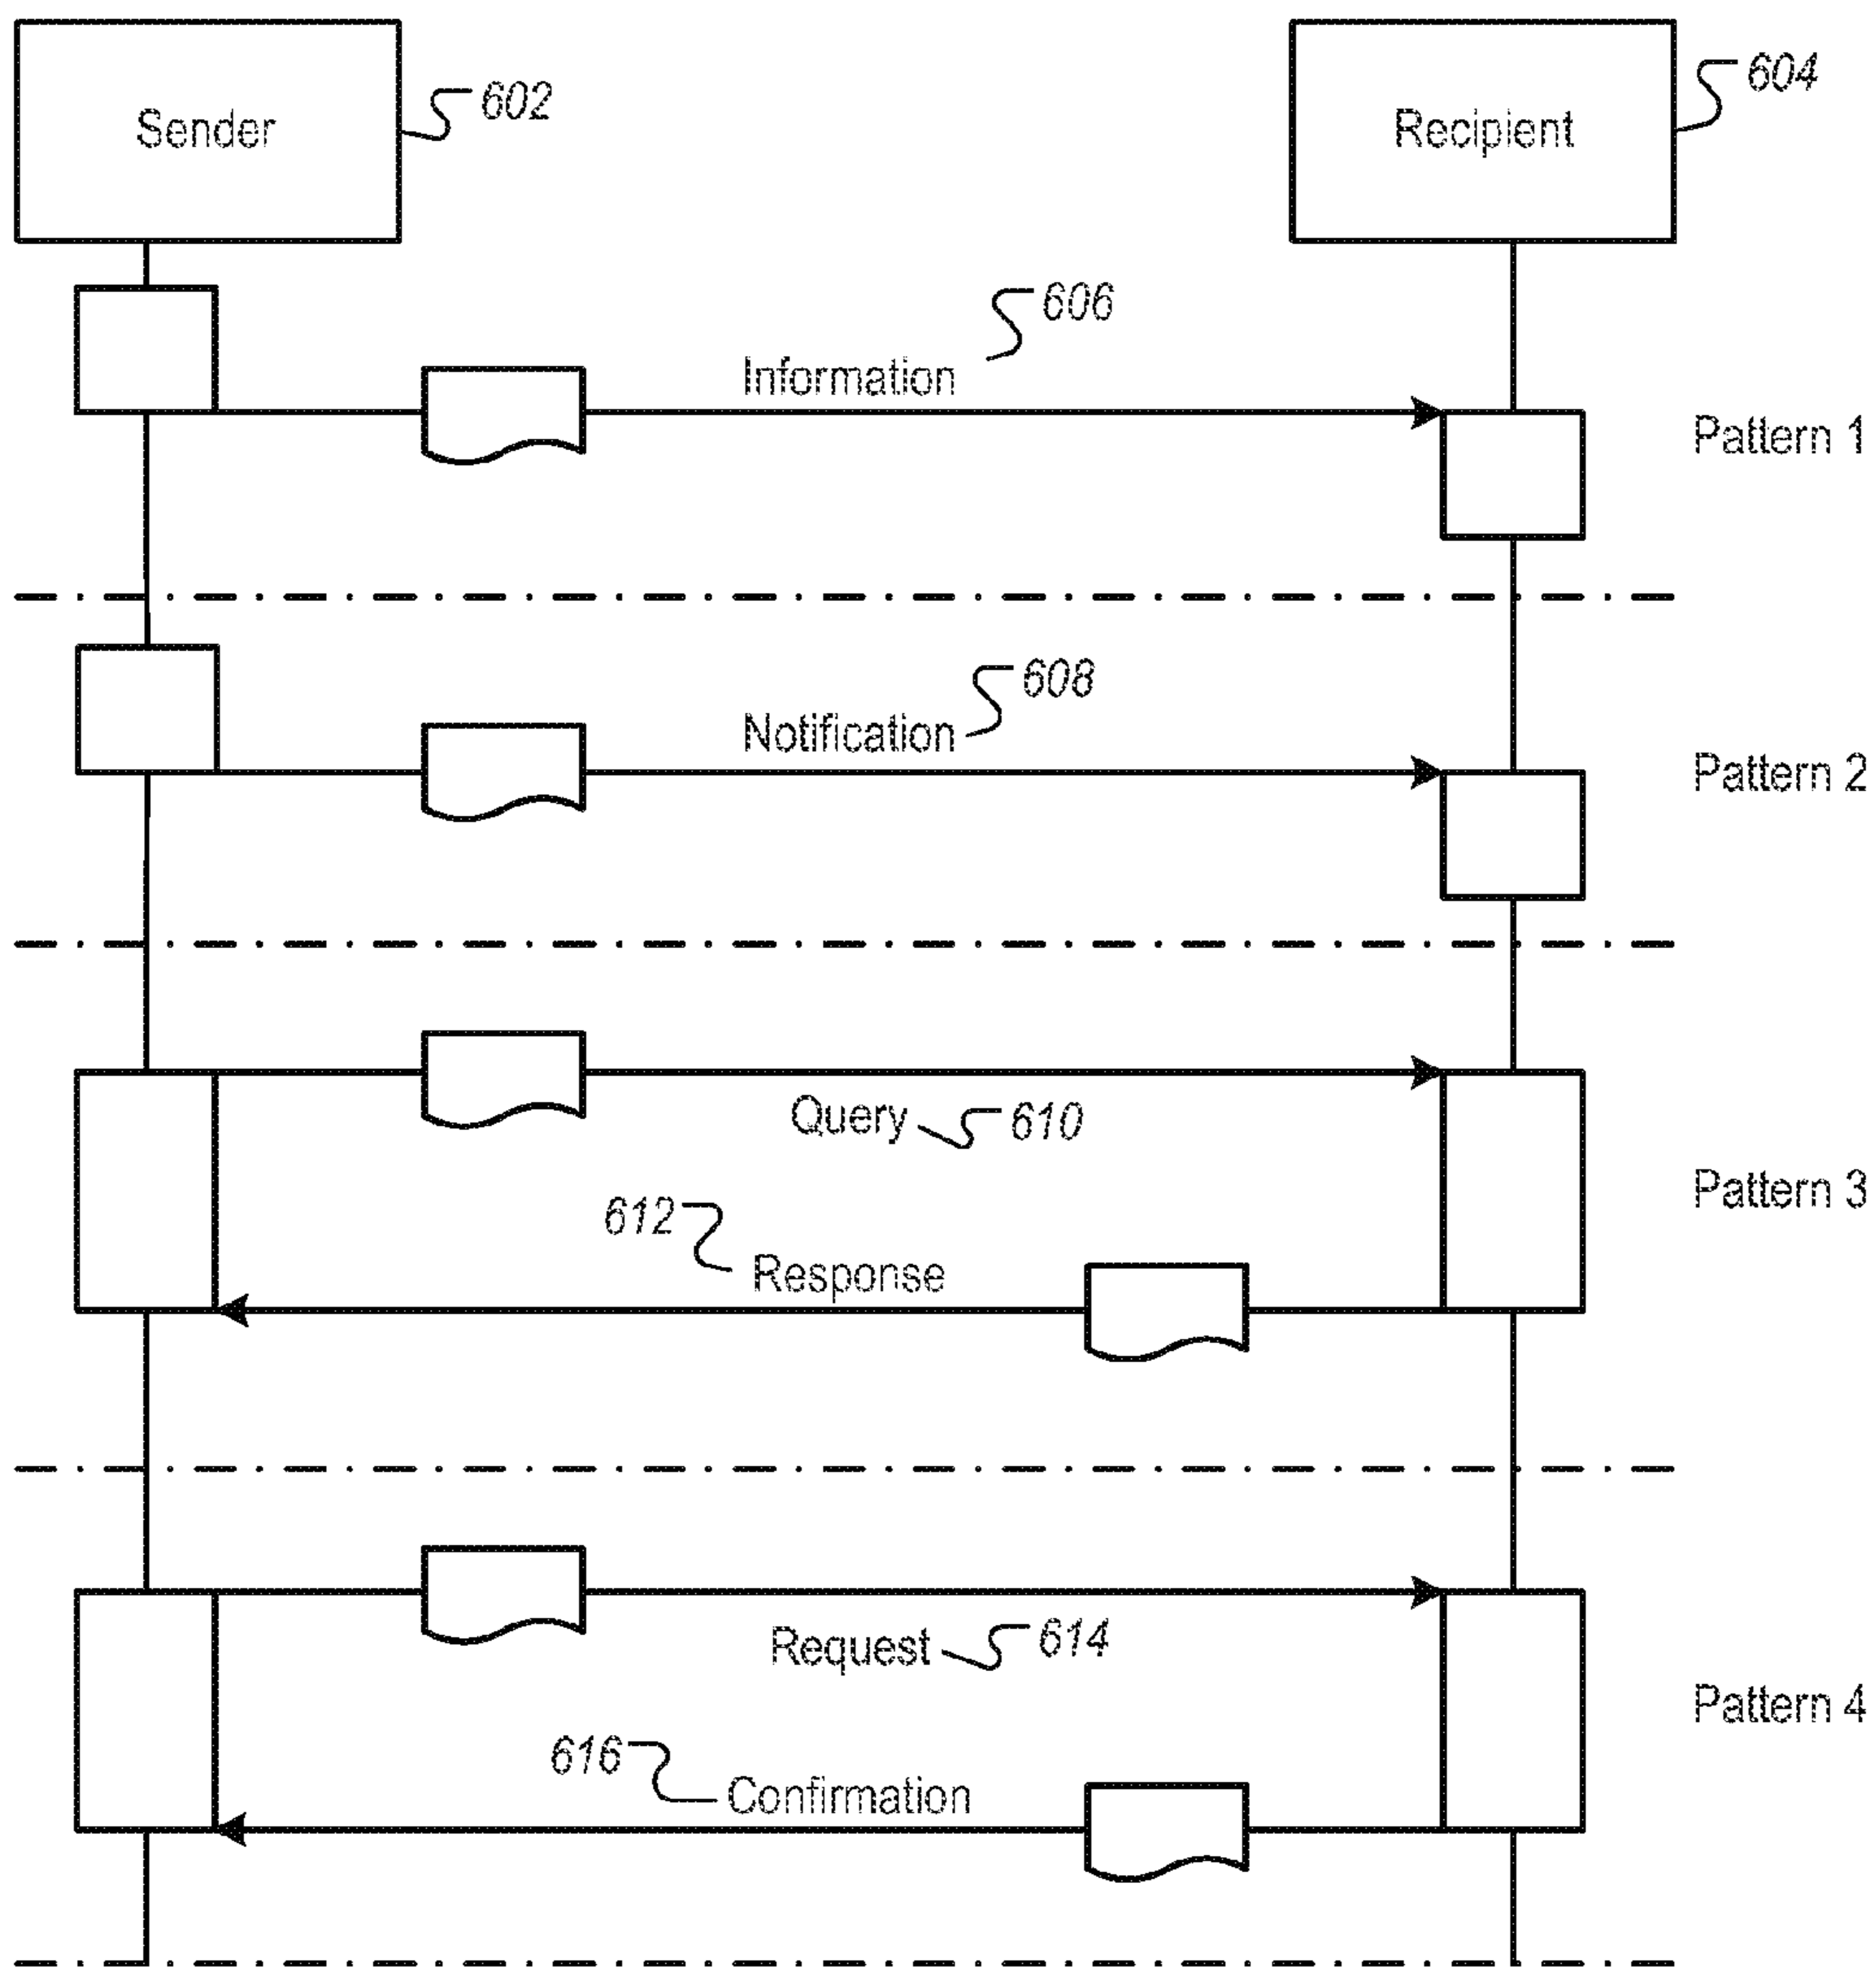 Sender
602
Recipient
604
Information
606
Pattern 1
Notification
608
Pattern 2
Query
610
Pattern 3
612
Response
Request
614
Pattern 4
616
Confirmation